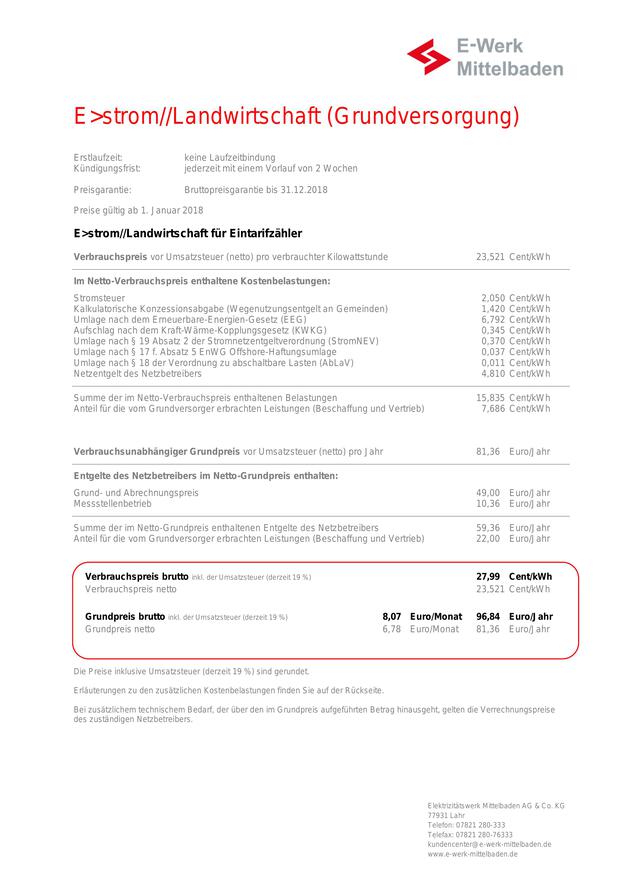 E-Werk
Mittelbaden
E>strom//Landwirtschaft (Grundversorgung)
Erstlaufzeit: keine Laufzeitbindung
Kündigungsfrist: jederzeit mit einem Vorlauf von 2 Wochen
Preisgarantie: Bruttopreisgarantie bis 31.12.2018
Preise gültig ab 1. Januar 2018
E>strom//Landwirtschaft für Eintarifzähler
Verbrauchspreis vor Umsatzsteuer (netto) pro verbrauchter Kilowattstunde 23,521 Cent/kWh
Im Netto-Verbrauchspreis enthaltene Kostenbelastungen:
Stromsteuer 2,050 Cent/kWh
Kalkulatorische Konzessionsabgabe (Wegenutzungsentgelt an Gemeinden) 1,420 Cent/kWh
Umlage nach dem Erneuerbare-Energien-Gesetz (EEG) 6,792 Cent/kWh
Aufschlag nach dem Kraft-Wärme-Kopplungsgesetz (KWKG) 0,345 Cent/kWh
Umlage nach § 19 Absatz 2 der Stromnetzentgeltverordnung (StromNEV) 0,370 Cent/kWh
Umlage nach § 17 f. Absatz 5 EnWG Offshore-Haftungsumlage 0,037 Cent/kWh
Umlage nach § 18 der Verordnung zu abschaltbare Lasten (AbLaV) 0,011 Cent/kWh
Netzentgelt des Netzbetreibers 4,810 Cent/kWh
Summe der im Netto-Verbrauchspreis enthaltenen Belastungen 15,835 Cent/kWh
Anteil für die vom Grundversorger erbrachten Leistungen (Beschaffung und Vertrieb) 7,686 Cent/kWh
Verbrauchsunabhängiger Grundpreis vor Umsatzsteuer (netto) pro Jahr 81,36 Euro/Jahr
Entgelte des Netzbetreibers im Netto-Grundpreis enthalten:
Grund- und Abrechnungspreis 49,00 Euro/Jahr
Messstellenbetrieb 10,36 Euro/Jahr
Summe der im Netto-Grundpreis enthaltenen Entgelte des Netzbetreibers 59,36 Euro/Jahr
Anteil für die vom Grundversorger erbrachten Leistungen (Beschaffung und Vertrieb) 22,00 Euro/Jahr
Verbrauchspreis brutto inkl. der Umsatzsteuer (derzeit 19 %) 27,99 Cent/kWh
Verbrauchspreis netto 23,521 Cent/kWh
Grundpreis brutto inkl. der Umsatzsteuer (derzeit 19 %) 8,07 Euro/Monat 96,84 Euro/Jahr
Grundpreis netto 6,78 Euro/Monat 81,36 Euro/Jahr
Die Preise inklusive Umsatzsteuer (derzeit 19 %) sind gerundet.
Erläuterungen zu den zusätzlichen Kostenbelastungen finden Sie auf der Rückseite.
Bei zusätzlichem technischem Bedarf, der über den im Grundpreis aufgeführten Betrag hinausgeht, gelten die Verrechnungspreise
des zuständigen Netzbetreibers.
Elektrizitätswerk Mittelbaden AG & Co. KG
77931 Lahr
Telefon: 07821 280-333
Telefax: 07821 280-76333
kundencenter@e-werk-mittelbaden.de
www.e-werk-mittelbaden.de